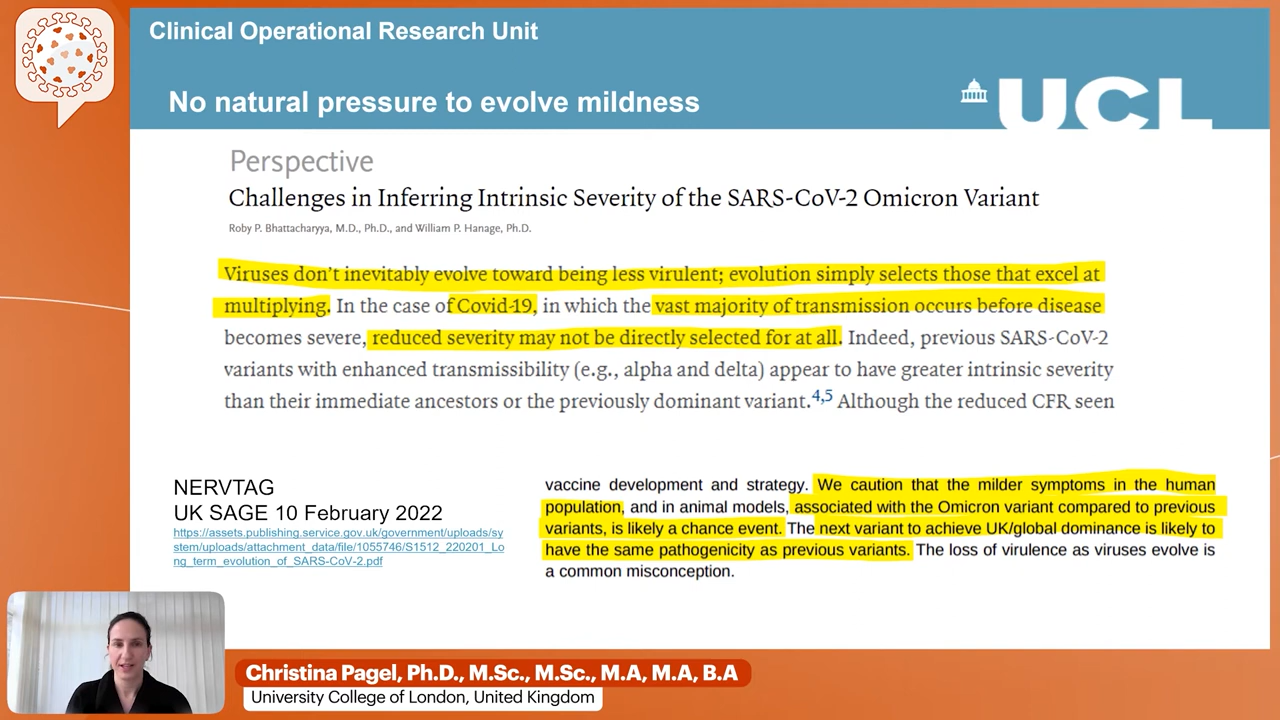 Clinical Operational Research Unit
No natural pressure to evolve mildness
UCL
Perspective
Challenges in Inferring Intrinsic Severity of the SARS-CoV-2 Omicron Variant
Roby P. Bhattacharyya, M.D., Ph.D., and William P. Hanage, Ph.D.
Viruses don't inevitably evolve toward being less virulent; evolution simply selects those that excel at
multiplying. In the case of Covid-19, in which the vast majority of transmission occurs before disease
becomes severe, reduced severity may not be directly selected for at all. Indeed, previous SARS-CoV-2
variants with enhanced transmissibility (e.g., alpha and delta) appear to have greater intrinsic severity
than their immediate ancestors or the previously dominant variant.4,5 Although the reduced CFR seen
NERVTAG
UK SAGE 10 February 2022
https://assets.publishing.service.gov.uk/government/uploads/sy
stem/uploads/attachment_data/file/1055746/S1512_220201_Lo
ng_term_evolution_of_SARS-CoV-2.pdf
vaccine development and strategy. We caution that the milder symptoms in the human
population, and in animal models, associated with the Omicron variant compared to previous
variants, is likely a chance event. The next variant to achieve UK/global dominance is likely to
have the same pathogenicity as previous variants. The loss of virulence as viruses evolve is
a common misconception.
Christina Pagel, Ph.D., M.Sc., M.Sc., M.A, M.A, B.A
University College of London, United Kingdom